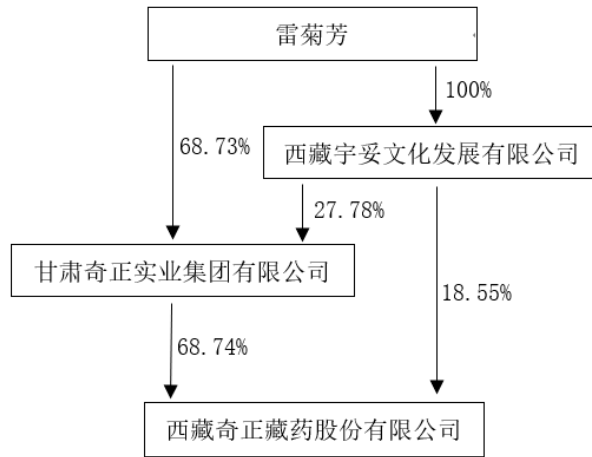 雷菊芳
100%
68.73%
西藏宇妥文化发展有限公司
27.78%
甘肃奇正实业集团有限公司
18.55%
68.74%
西藏奇正藏药股份有限公司